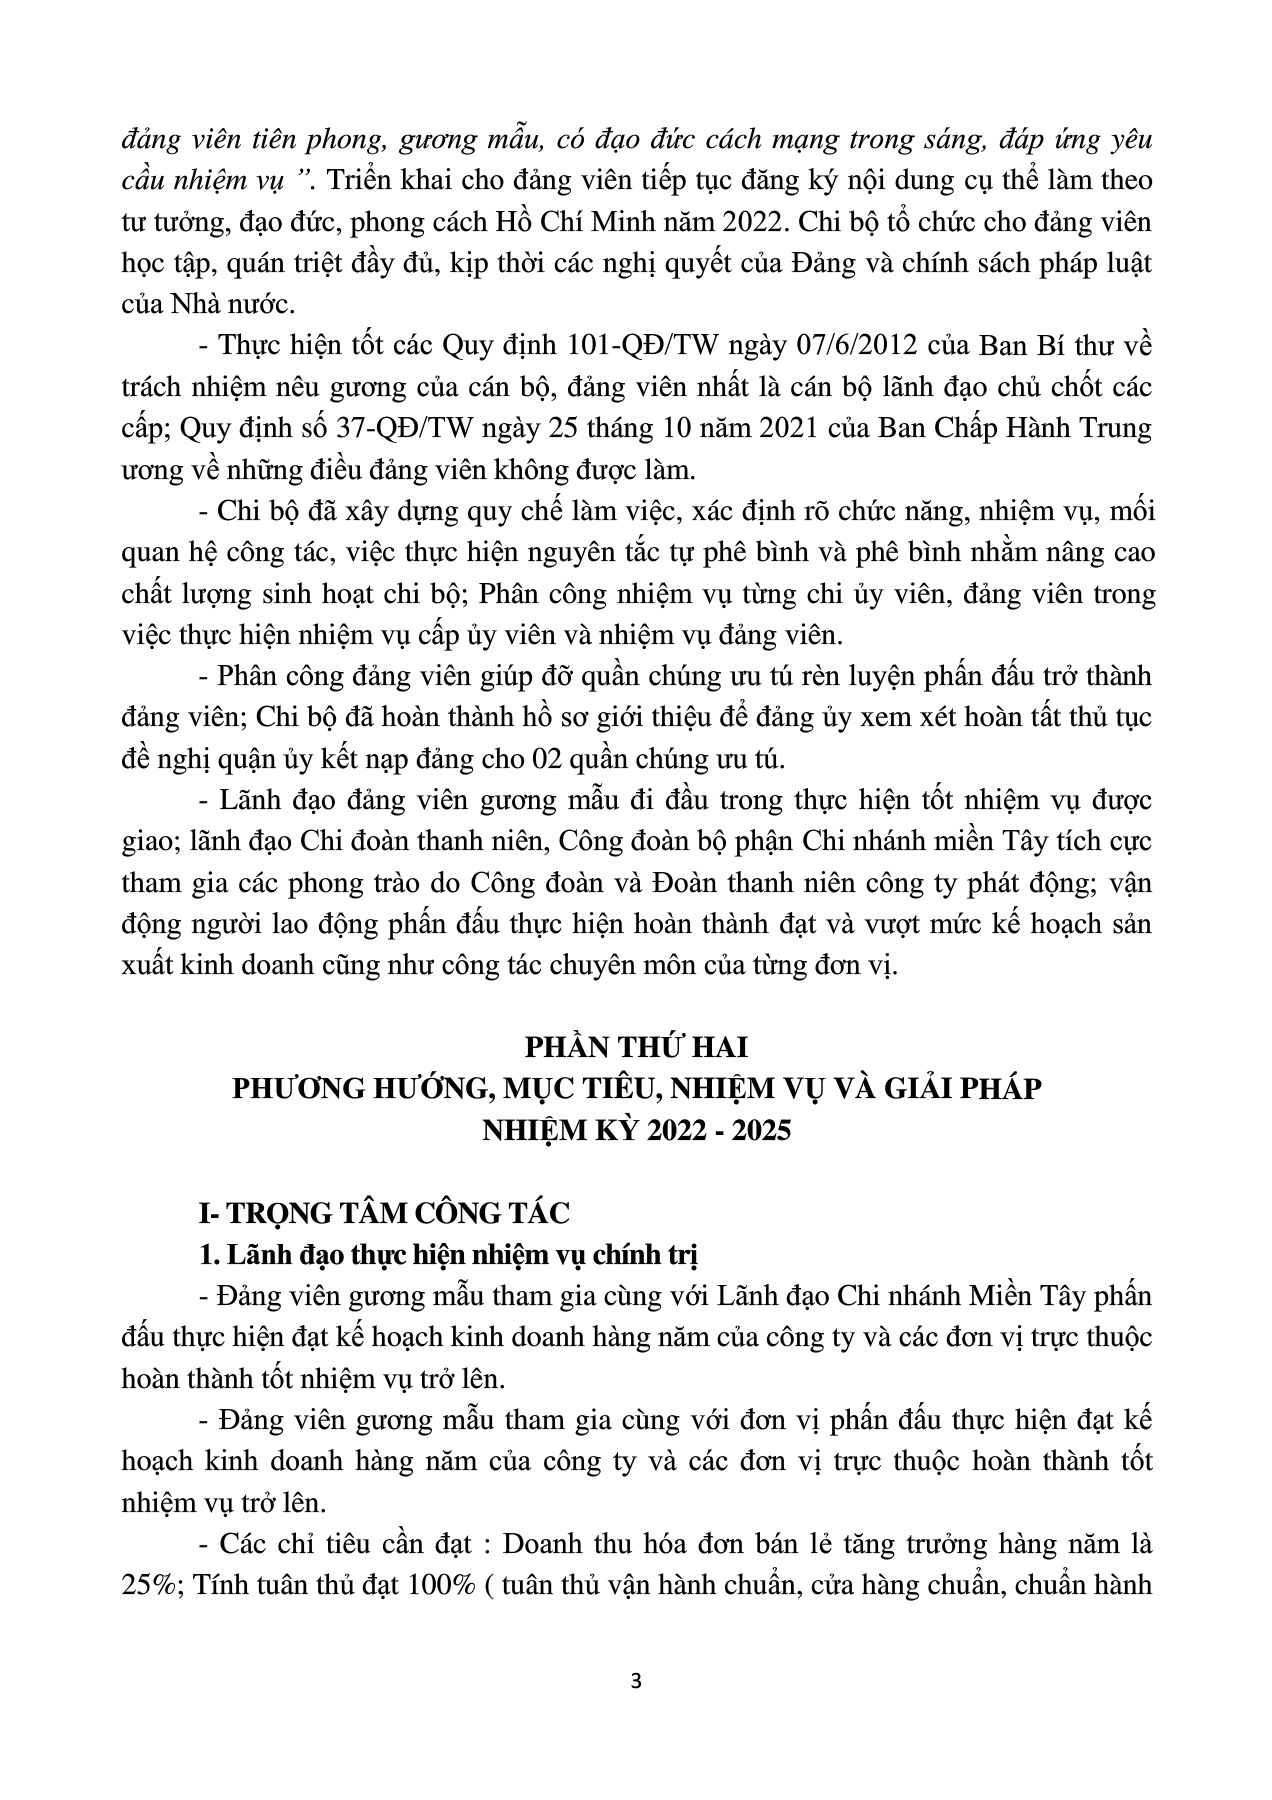 đảng viên tiên phong, gương mẫu, có đạo đức cách mạng trong sáng, đáp ứng yêu
cầu nhiệm vụ ”. Triển khai cho đảng viên tiếp tục đăng ký nội dung cụ thể làm theo
tư tưởng, đạo đức, phong cách Hồ Chí Minh năm 2022. Chi bộ tổ chức cho đảng viên
học tập, quán triệt đầy đủ, kịp thời các nghị quyết của Đảng và chính sách pháp luật
của Nhà nước.
- Thực hiện tốt các Quy định 101-QĐ/TW ngày 07/6/2012 của Ban Bí thư về
trách nhiệm nêu gương của cán bộ, đảng viên nhất là cán bộ lãnh đạo chủ chốt các
cấp; Quy định số 37-QĐ/TW ngày 25 tháng 10 năm 2021 của Ban Chấp Hành Trung
ương về những điều đảng viên không được làm.
- Chi bộ đã xây dựng quy chế làm việc, xác định rõ chức năng, nhiệm vụ, mối
quan hệ công tác, việc thực hiện nguyên tắc tự phê bình và phê bình nhằm nâng cao
chất lượng sinh hoạt chi bộ; Phân công nhiệm vụ từng chi ủy viên, đảng viên trong
việc thực hiện nhiệm vụ cấp ủy viên và nhiệm vụ đảng viên.
- Phân công đảng viên giúp đỡ quần chúng ưu tú rèn luyện phấn đấu trở thành
đảng viên; Chi bộ đã hoàn thành hồ sơ giới thiệu để đảng ủy xem xét hoàn tất thủ tục
đề nghị quận ủy kết nạp đảng cho 02 quần chúng ưu tú.
- Lãnh đạo đảng viên gương mẫu đi đầu trong thực hiện tốt nhiệm vụ được
giao; lãnh đạo Chi đoàn thanh niên, Công đoàn bộ phận Chi nhánh miền Tây tích cực
tham gia các phong trào do Công đoàn và Đoàn thanh niên công ty phát động; vận
động người lao động phấn đấu thực hiện hoàn thành đạt và vượt mức kế hoạch sản
xuất kinh doanh cũng như công tác chuyên môn của từng đơn vị.
PHẦN THỨ HAI
PHƯƠNG HƯỚNG, MỤC TIÊU, NHIỆM VỤ VÀ GIẢI PHÁP
NHIỆM KỲ 2022 - 2025
I- TRỌNG TÂM CÔNG TÁC
1. Lãnh đạo thực hiện nhiệm vụ chính trị
- Đảng viên gương mẫu tham gia cùng với Lãnh đạo Chi nhánh Miền Tây phấn
đấu thực hiện đạt kế hoạch kinh doanh hàng năm của công ty và các đơn vị trực thuộc
hoàn thành tốt nhiệm vụ trở lên.
- Đảng viên gương mẫu tham gia cùng với đơn vị phấn đấu thực hiện đạt kế
hoạch kinh doanh hàng năm của công ty và các đơn vị trực thuộc hoàn thành tốt
nhiệm vụ trở lên.
- Các chỉ tiêu cần đạt : Doanh thu hóa đơn bán lẻ tăng trưởng hàng năm là
25%; Tính tuân thủ đạt 100% ( tuân thủ vận hành chuẩn, cửa hàng chuẩn, chuẩn hành
3